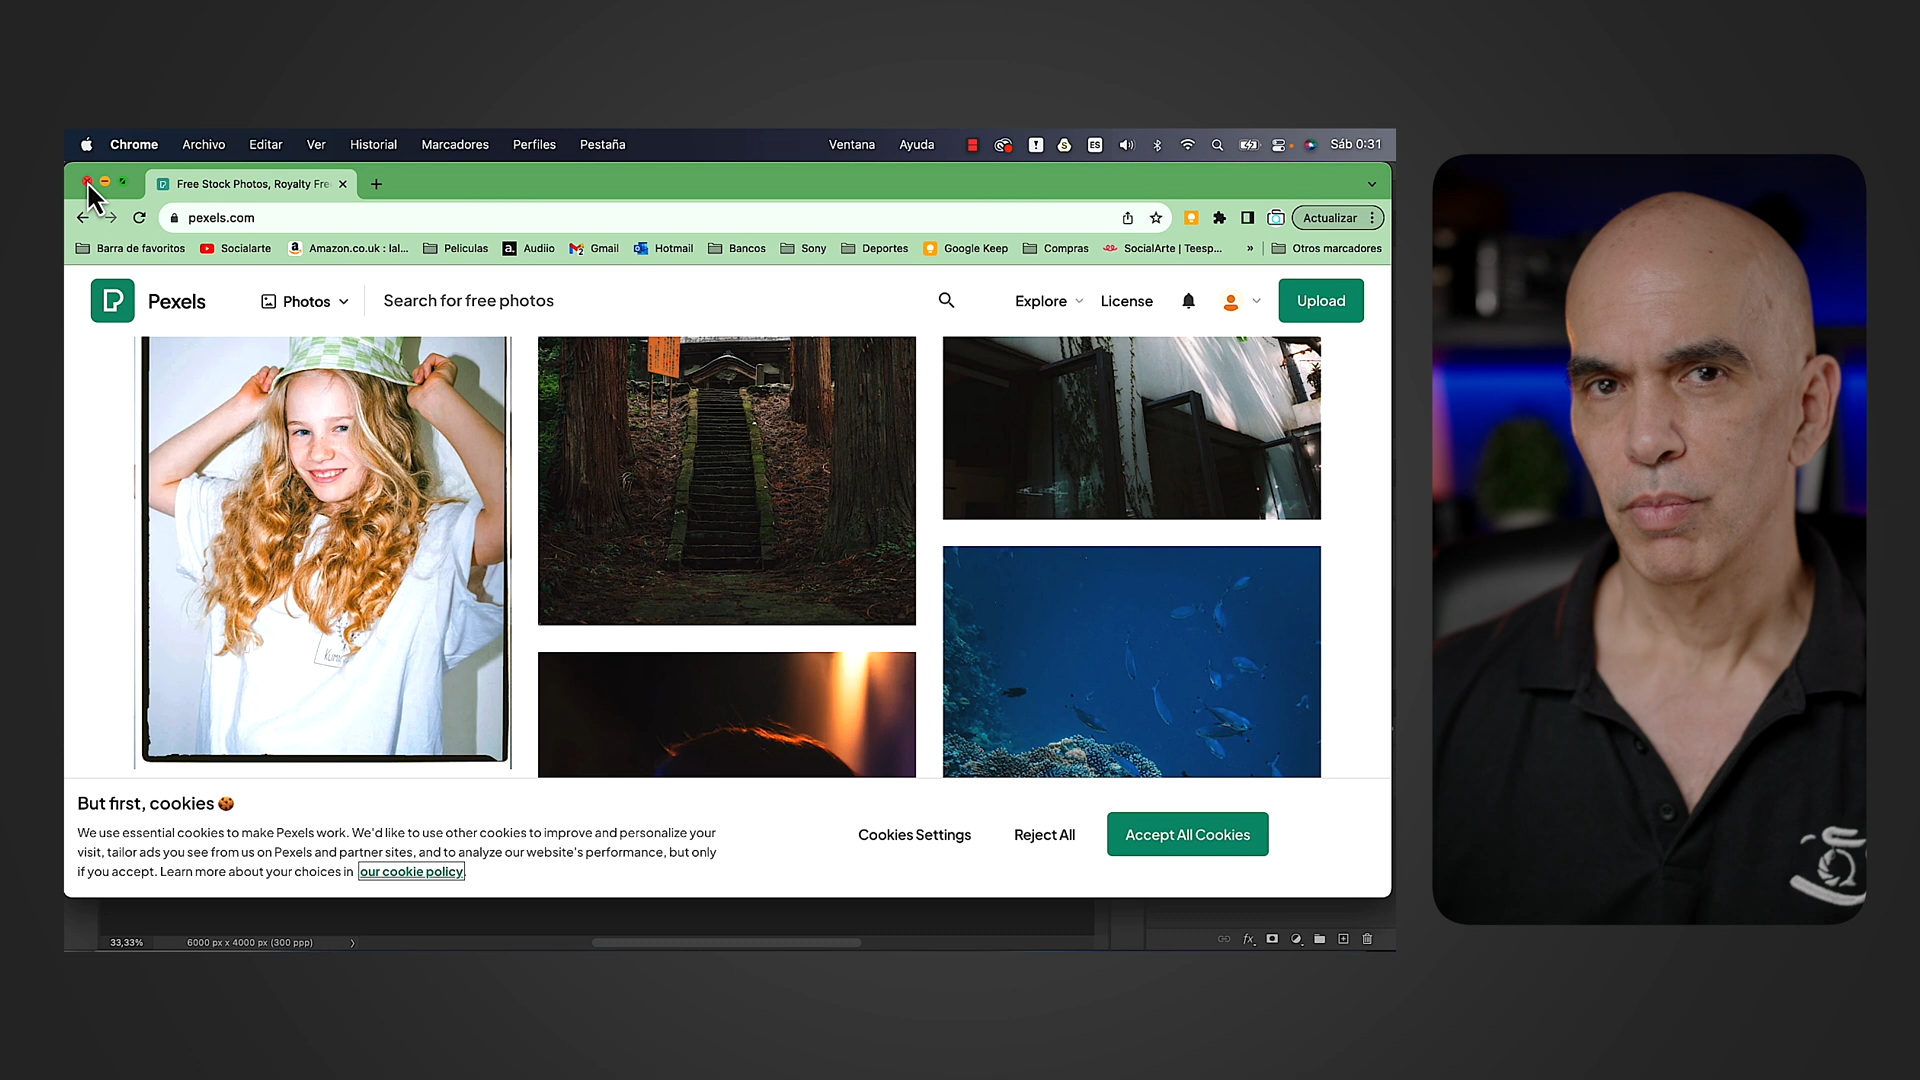 Chrome Archivo Editar Ver Historial Marcadores Perfiles Pestaña Ventana Ayuda ES Sáb 0:31
Free Stock Photos, Royalty Fre
pexels.com
Actualizar
Barra de favoritos Socialarte Amazon.co.uk : lal... Peliculas Audiio Gmail Hotmail Bancos Sony Deportes Google Keep Compras SocialArte | Teesp... » Otros marcadores
Pexels Photos Search for free photos Explore License Upload
But first, cookies
We use essential cookies to make Pexels work. We'd like to use other cookies to improve and personalize your
visit, tailor ads you see from us on Pexels and partner sites, and to analyze our website's performance, but only
if you accept. Learn more about your choices in our cookie policy.
Cookies Settings Reject All Accept All Cookies
33,33% 6000 px x 4000 px (300 ppp)
fx